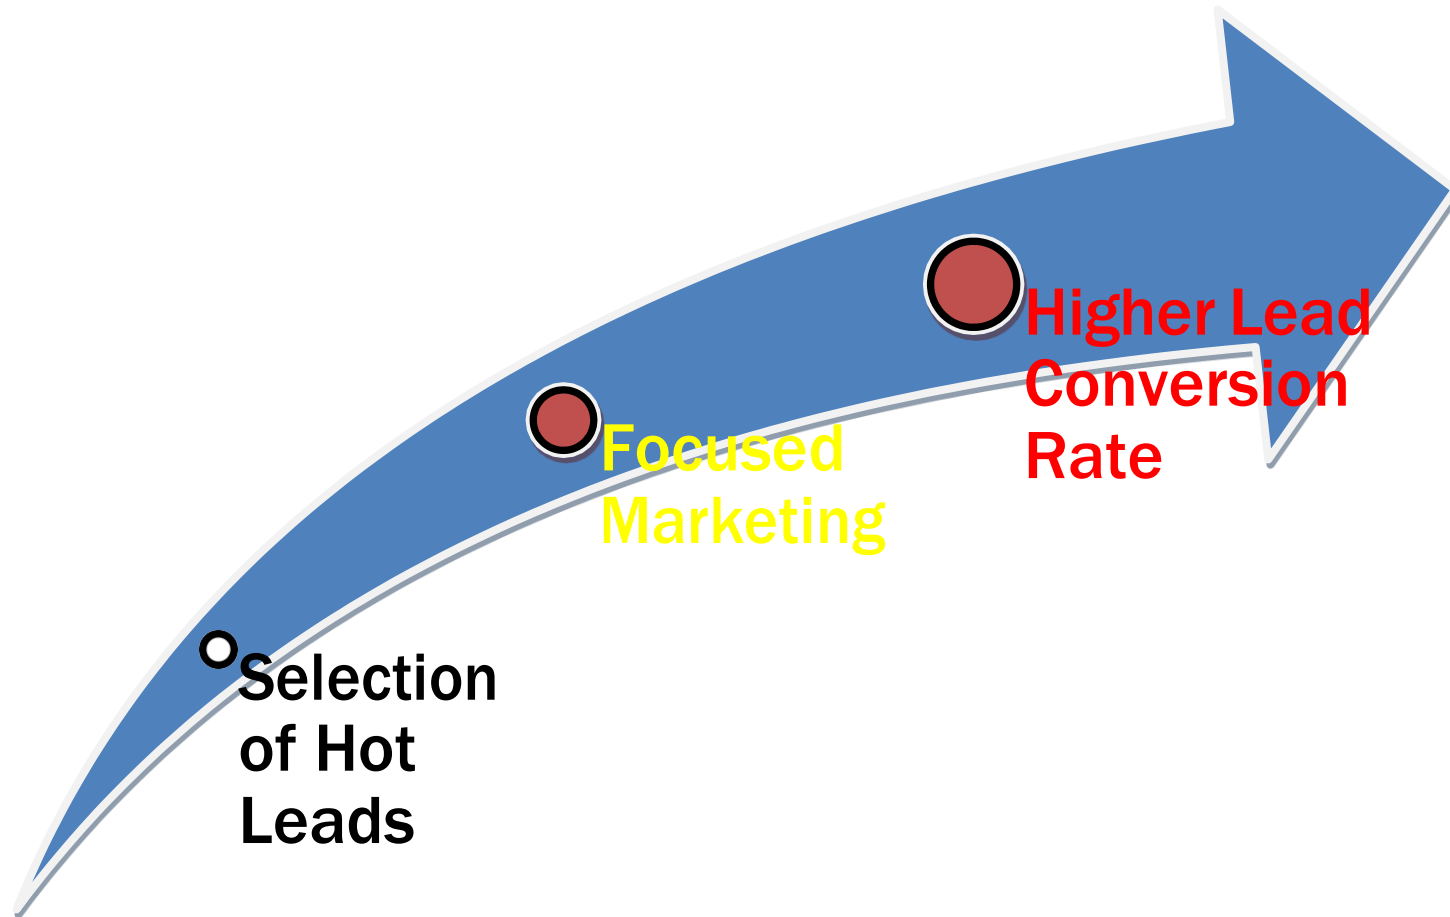 Selection
of Hot
Leads
Focused
Marketing
Higher Lead
Conversion
Rate